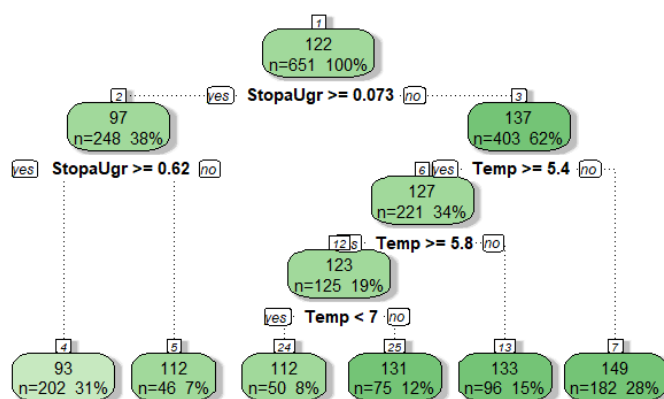 1
122
n=651 100%
yes StopaUgr >= 0.073 no
2
97
n=248 38%
3
137
n=403 62%
yes StopaUgr >= 0.62 no
yes Temp >= 5.4 no
6
127
n=221 34%
Temp >= 5.8 no
12
123
n=125 19%
yes Temp < 7 no
4
93
n=202 31%
5
112
n=46 7%
24
112
n=50 8%
25
131
n=75 12%
13
133
n=96 15%
7
149
n=182 28%